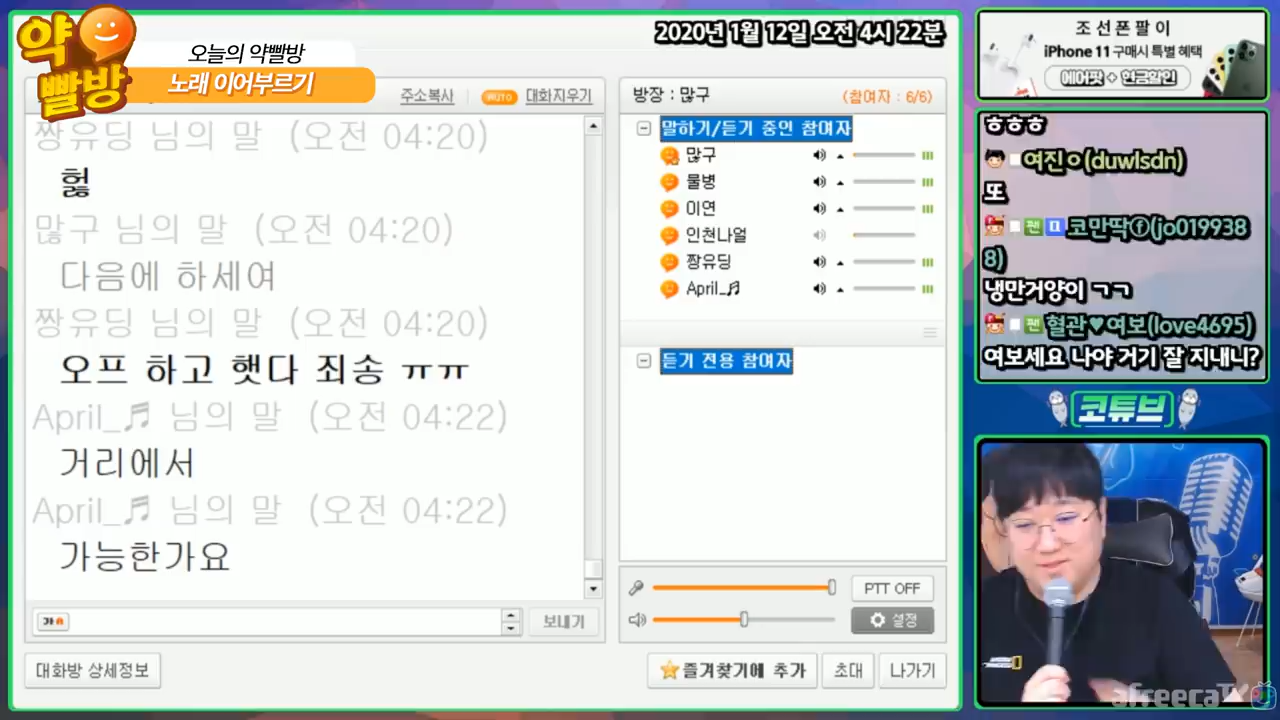 약빨방
오늘의 약빨방
노래 이어부르기
2020년 1월 12일 오전 4시 22분
주소복사
AUTO 대화지우기
짱유딩 님의 말 (오전 04:20)
헗
많구 님의 말 (오전 04:20)
다음에 하세여
짱유딩 님의 말 (오전 04:20)
오프 하고 햇다 죄송 ㅠㅠ
April_♬ 님의 말 (오전 04:22)
거리에서
April_♬ 님의 말 (오전 04:22)
가능한가요
가
보내기
대화방 상세정보
방장 : 많구
(참여자 : 6/6)
말하기/듣기 중인 참여자
많구
물병
이연
인천나얼
짱유딩
April_♬
듣기 전용 참여자
PTT OFF
설정
즐겨찾기에 추가
초대
나가기
조선폰팔이
iPhone 11 구매시 특별 혜택
에어팟 + 현금할인
ㅎㅎㅎ
여진ㅇ(duwlsdn)
또
팬 코만딱ⓕ(jo019938
8)
냉만거양이 ㄱㄱ
팬 혈관♥여보(love4695)
여보세요 나야 거기 잘 지내니?
코튜브
afreecaTV